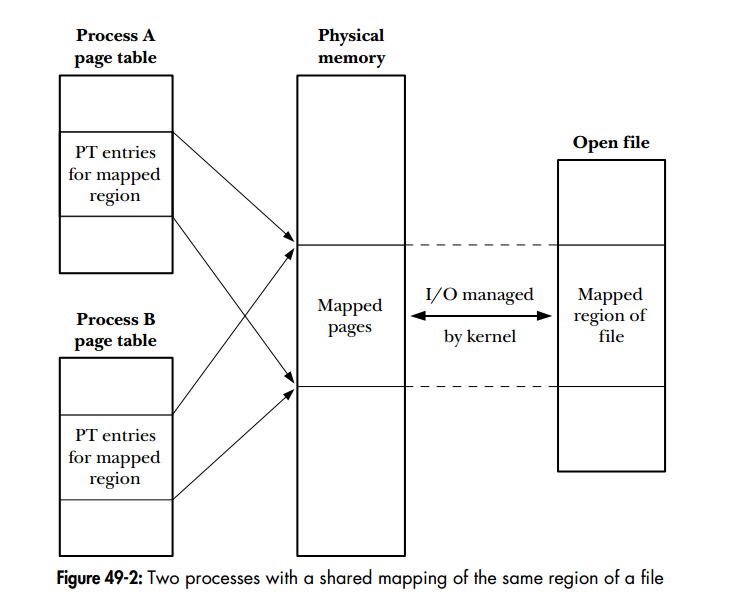 Process A
page table
PT entries
for mapped
region
Process B
page table
PT entries
for mapped
region
Physical
memory
Mapped
pages
I/O managed
by kernel
Open file
Mapped
region of
file
Figure 49-2: Two processes with a shared mapping of the same region of a file